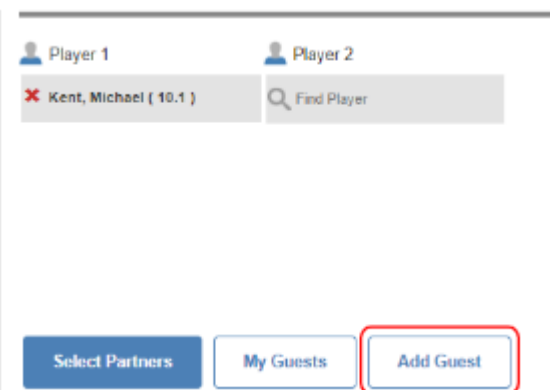 Player 1 Player 2
Kent, Michael ( 10.1 ) Find Player
Select Partners My Guests Add Guest